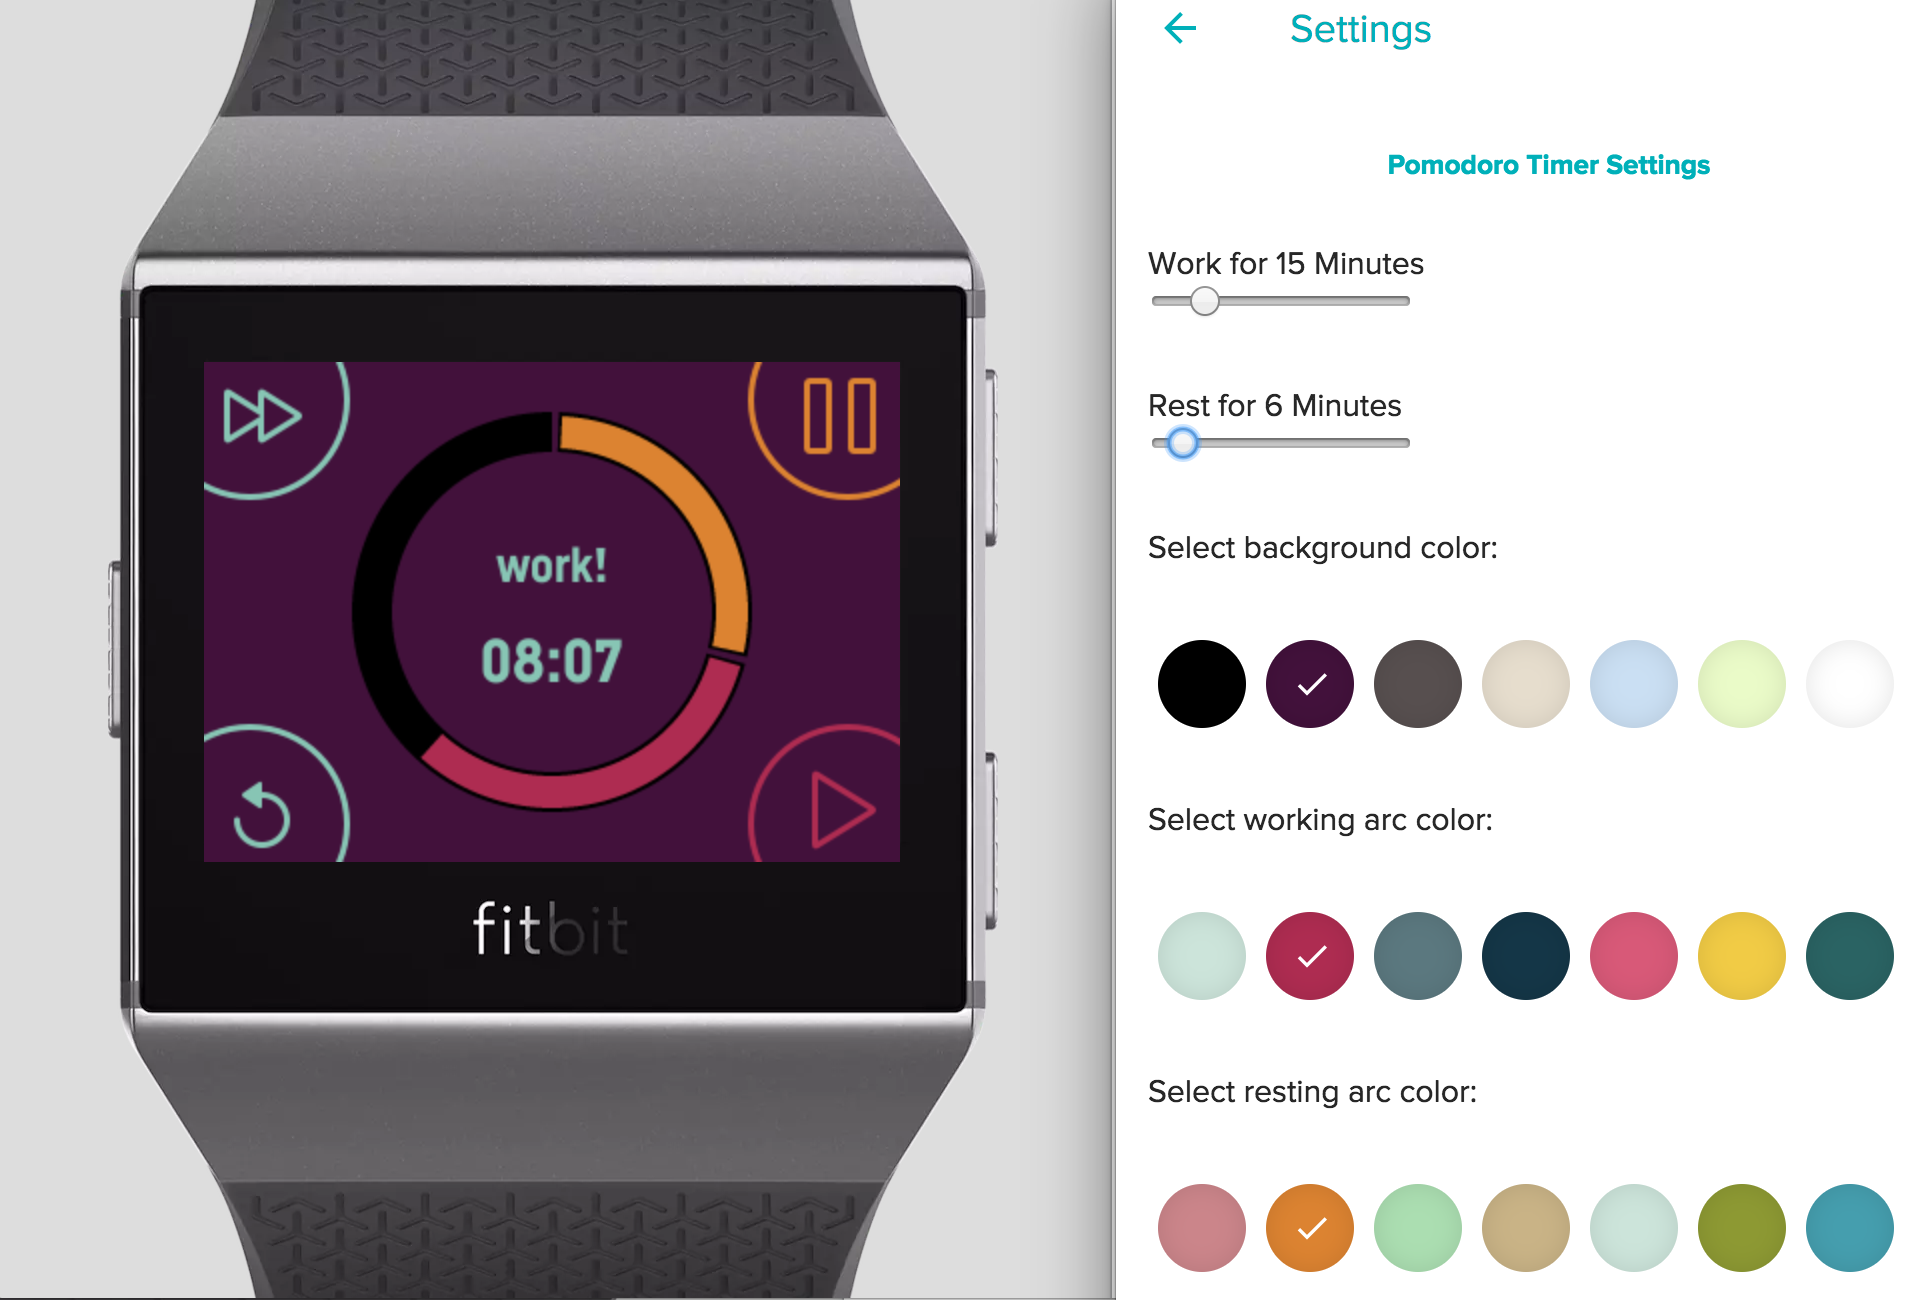 work!
08:07
fitbit
Settings
Pomodoro Timer Settings
Work for 15 Minutes
Rest for 6 Minutes
Select background color:
Select working arc color:
Select resting arc color: